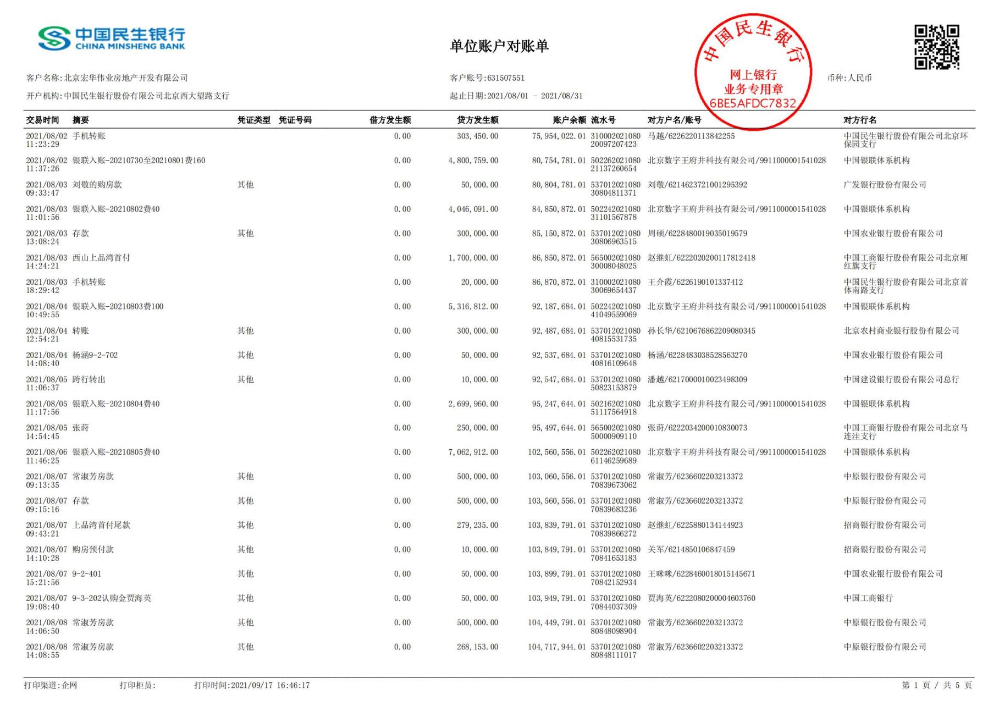 中国民生银行
CHINA MINSHENG BANK
单位账户对账单
中国民生银行
网上银行
业务专用章
6BE5AFDC7832
客户名称:北京宏华伟业房地产开发有限公司 客户账号:631507551 币种:人民币
开户机构:中国民生银行股份有限公司北京西大望路支行 起止日期:2021/08/01 - 2021/08/31
交易时间 摘要 凭证类型 凭证号码 借方发生额 贷方发生额 账户余额 流水号 对方户名/账号 对方行名
2021/08/02 手机转账 0.00 303,450.00 75,954,022.01 310002021080 马越/6226220113842255 中国民生银行股份有限公司北京环
11:23:29 20097207423 保园支行
2021/08/02 银联入账-20210730至20210801费160 0.00 4,800,759.00 80,754,781.01 502262021080 北京数字王府井科技有限公司/9911000001541028 中国银联体系机构
11:37:26 21137260654
2021/08/03 刘敬的购房款 其他 0.00 50,000.00 80,804,781.01 537012021080 刘敬/6214623721001295392 广发银行股份有限公司
09:33:47 30804811371
2021/08/03 银联入账-20210802费40 0.00 4,046,091.00 84,850,872.01 502242021080 北京数字王府井科技有限公司/9911000001541028 中国银联体系机构
11:01:56 31101567878
2021/08/03 存款 其他 0.00 300,000.00 85,150,872.01 537012021080 周硕/6228480019035019579 中国农业银行股份有限公司
13:08:24 30806963515
2021/08/03 西山上品湾首付 0.00 1,700,000.00 86,850,872.01 565002021080 赵继虹/6222020200117812418 中国工商银行股份有限公司北京厢
14:24:21 30008048025 红旗支行
2021/08/03 手机转账 0.00 20,000.00 86,870,872.01 310002021080 王介霞/6226190101337412 中国民生银行股份有限公司北京首
18:29:42 30069654437 体南路支行
2021/08/04 银联入账-20210803费100 0.00 5,316,812.00 92,187,684.01 502242021080 北京数字王府井科技有限公司/9911000001541028 中国银联体系机构
10:49:55 41049559069
2021/08/04 转账 其他 0.00 300,000.00 92,487,684.01 537012021080 孙长华/6210676862209080345 北京农村商业银行股份有限公司
12:54:21 40815531735
2021/08/04 杨涵9-2-702 其他 0.00 50,000.00 92,537,684.01 537012021080 杨涵/6228483038528563270 中国农业银行股份有限公司
14:08:40 40816109648
2021/08/05 跨行转出 其他 0.00 10,000.00 92,547,684.01 537012021080 潘越/6217000010023498309 中国建设银行股份有限公司总行
11:06:37 50823153879
2021/08/05 银联入账-20210804费40 0.00 2,699,960.00 95,247,644.01 502162021080 北京数字王府井科技有限公司/9911000001541028 中国银联体系机构
11:17:56 51117564918
2021/08/05 张莳 0.00 250,000.00 95,497,644.01 565002021080 张莳/6222034200010830073 中国工商银行股份有限公司北京马
14:54:45 50000909110 连洼支行
2021/08/06 银联入账-20210805费40 0.00 7,062,912.00 102,560,556.01 502262021080 北京数字王府井科技有限公司/9911000001541028 中国银联体系机构
11:46:25 61146259689
2021/08/07 常淑芳房款 其他 0.00 500,000.00 103,060,556.01 537012021080 常淑芳/6236602203213372 中原银行股份有限公司
09:13:35 70839673062
2021/08/07 存款 其他 0.00 500,000.00 103,560,556.01 537012021080 常淑芳/6236602203213372 中原银行股份有限公司
09:15:16 70839683236
2021/08/07 上品湾首付尾款 其他 0.00 279,235.00 103,839,791.01 537012021080 赵继虹/6225880134144923 招商银行股份有限公司
09:43:21 70839866272
2021/08/07 购房预付款 其他 0.00 10,000.00 103,849,791.01 537012021080 关军/6214850106847459 招商银行股份有限公司
14:10:28 70841653183
2021/08/07 9-2-401 其他 0.00 50,000.00 103,899,791.01 537012021080 王咪咪/6228460018015145671 中国农业银行股份有限公司
15:21:56 70842152934
2021/08/07 9-3-202认购金贾海英 其他 0.00 50,000.00 103,949,791.01 537012021080 贾海英/6222080200004603760 中国工商银行
19:08:40 70844037309
2021/08/08 常淑芳房款 其他 0.00 500,000.00 104,449,791.01 537012021080 常淑芳/6236602203213372 中原银行股份有限公司
14:06:50 80848098904
2021/08/08 常淑芳房款 其他 0.00 268,153.00 104,717,944.01 537012021080 常淑芳/6236602203213372 中原银行股份有限公司
14:08:55 80848111017
打印渠道:企网 打印柜员: 打印时间:2021/09/17 16:46:17 第 1 页 / 共 5 页